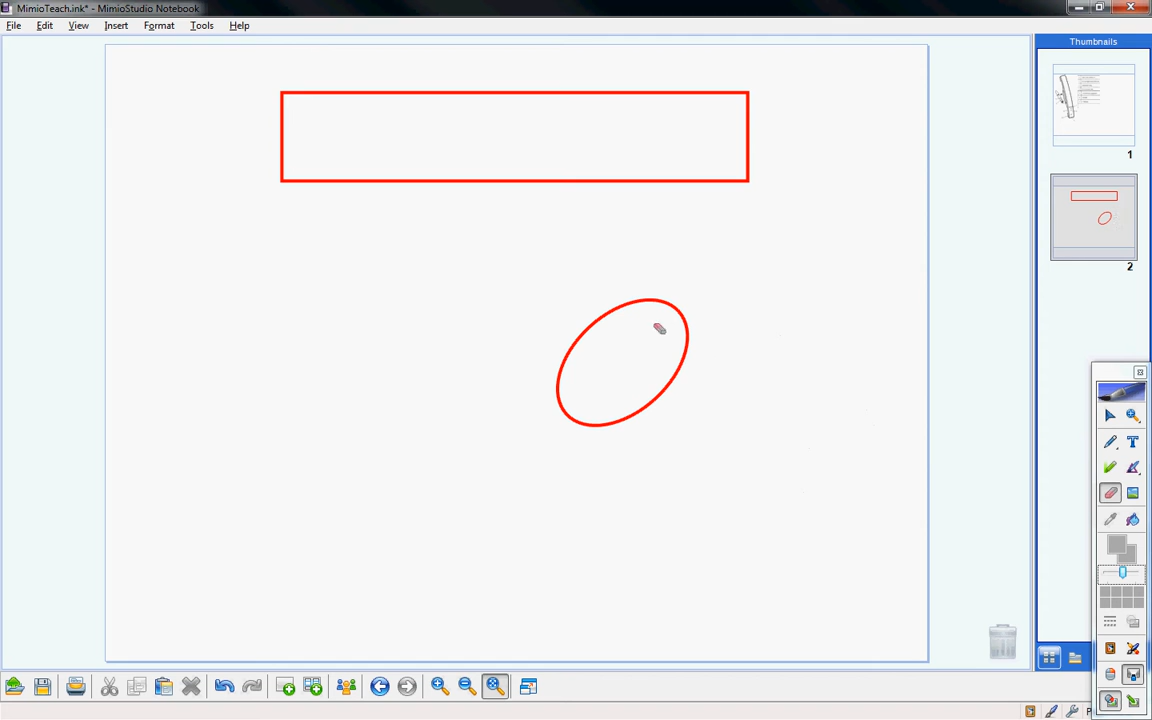 MimioTeach.ink* - MimioStudio Notebook
File Edit View Insert Format Tools Help
Thumbnails
1
2
T